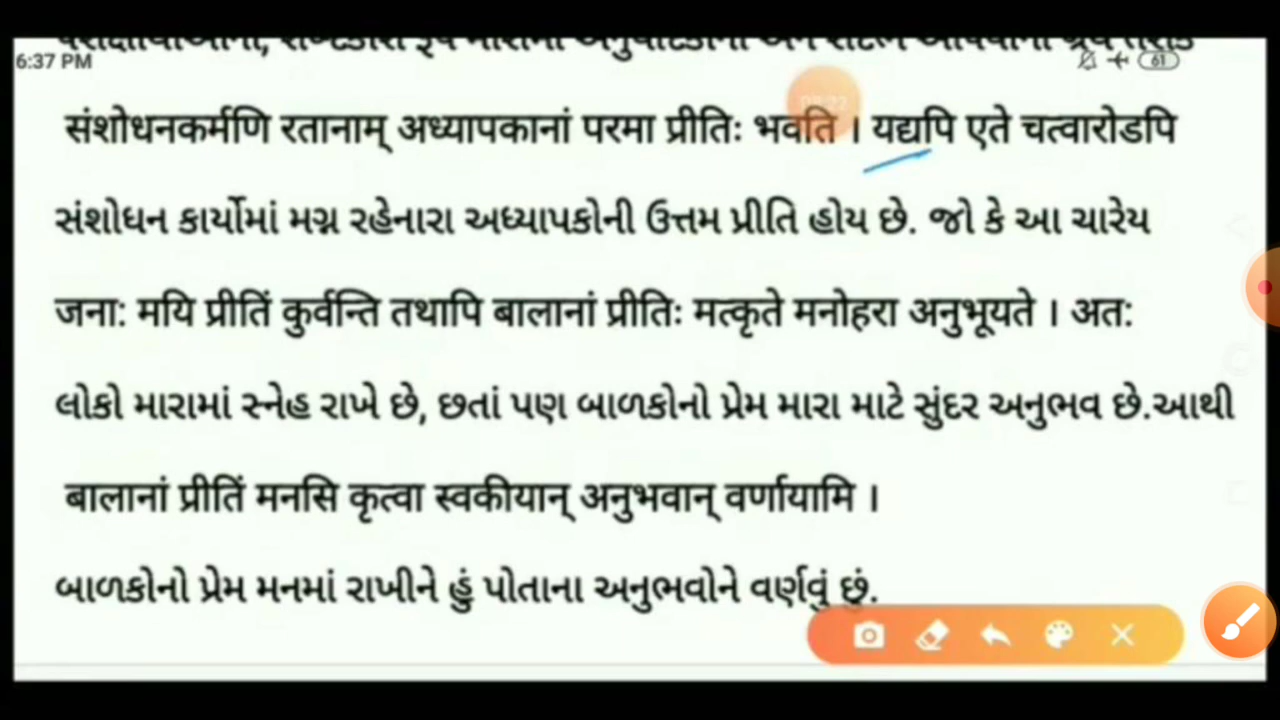 6:37 PM
61
संशोधनकर्मणि रतानाम् अध्यापकानां परमा प्रीतिः भवति । यद्यपि एते चत्वारोडपि
સંશોધન કાર્યોમાં મગ્ન રહેનારા અધ્યાપકોની ઉત્તમ પ્રીતિ હોય છે. જો કે આ ચારેય
जना: मयि प्रीतिं कुर्वन्ति तथापि बालानां प्रीतिः मत्कृते मनोहरा अनुभूयते । अत:
લોકો મારામાં સ્નેહ રાખે છે, છતાં પણ બાળકોનો પ્રેમ મારા માટે સુંદર અનુભવ છે.આથી
बालानां प्रीतिं मनसि कृत्वा स्वकीयान् अनुभवान् वर्णायामि ।
બાળકોનો પ્રેમ મનમાં રાખીને હું પોતાના અનુભવોને વર્ણવું છું.